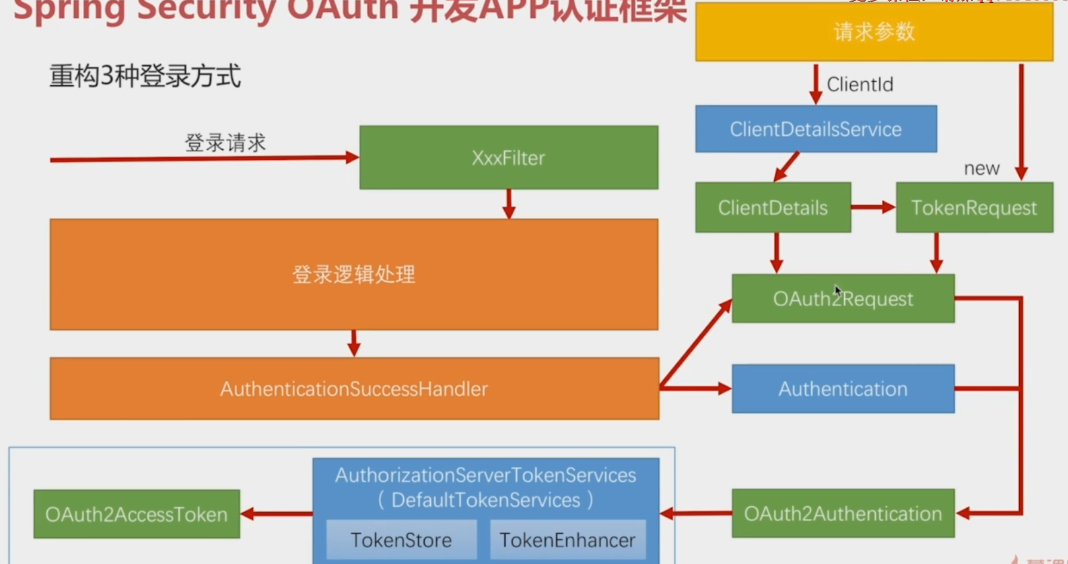 Spring Security OAuth 开发APP认证框架
请求参数
重构3种登录方式
ClientId
ClientDetailsService
登录请求
XxxFilter
new
ClientDetails
TokenRequest
登录逻辑处理
OAuth2Request
AuthenticationSuccessHandler
Authentication
AuthorizationServerTokenServices
( DefaultTokenServices )
OAuth2AccessToken
OAuth2Authentication
TokenStore
TokenEnhancer